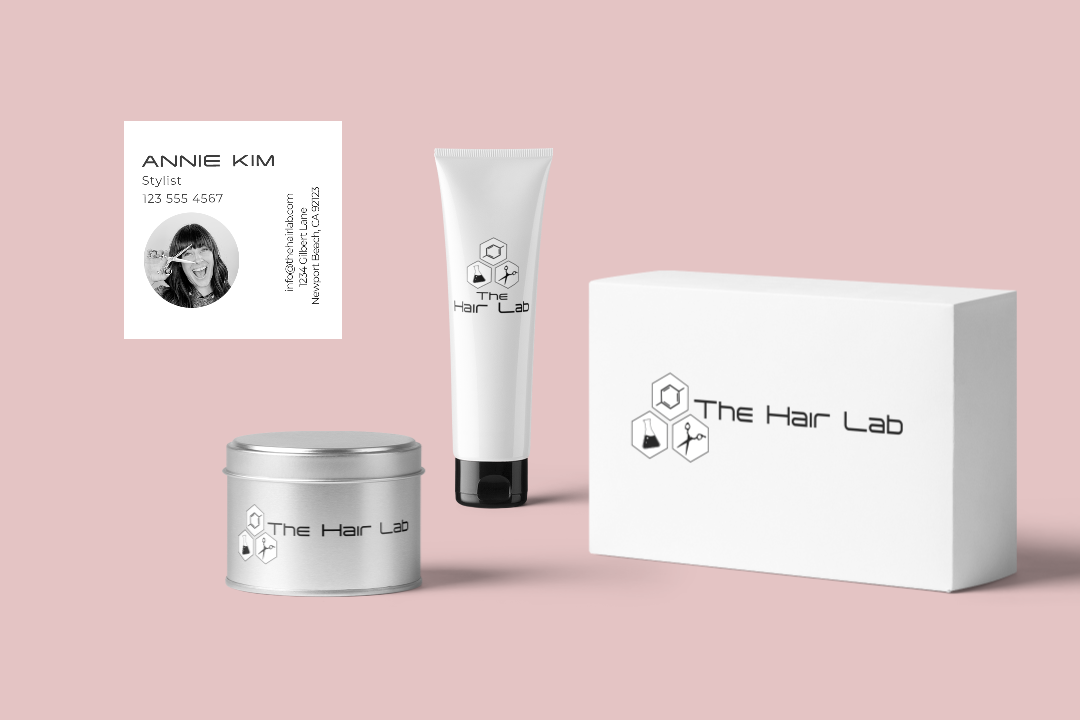 ANNIE KIM
Stylist
123 555 4567
info@thehairlab.com
1234 Gilbert Lane
Newport Beach, CA 92123
The
Hair Lab
The Hair Lab
The Hair Lab